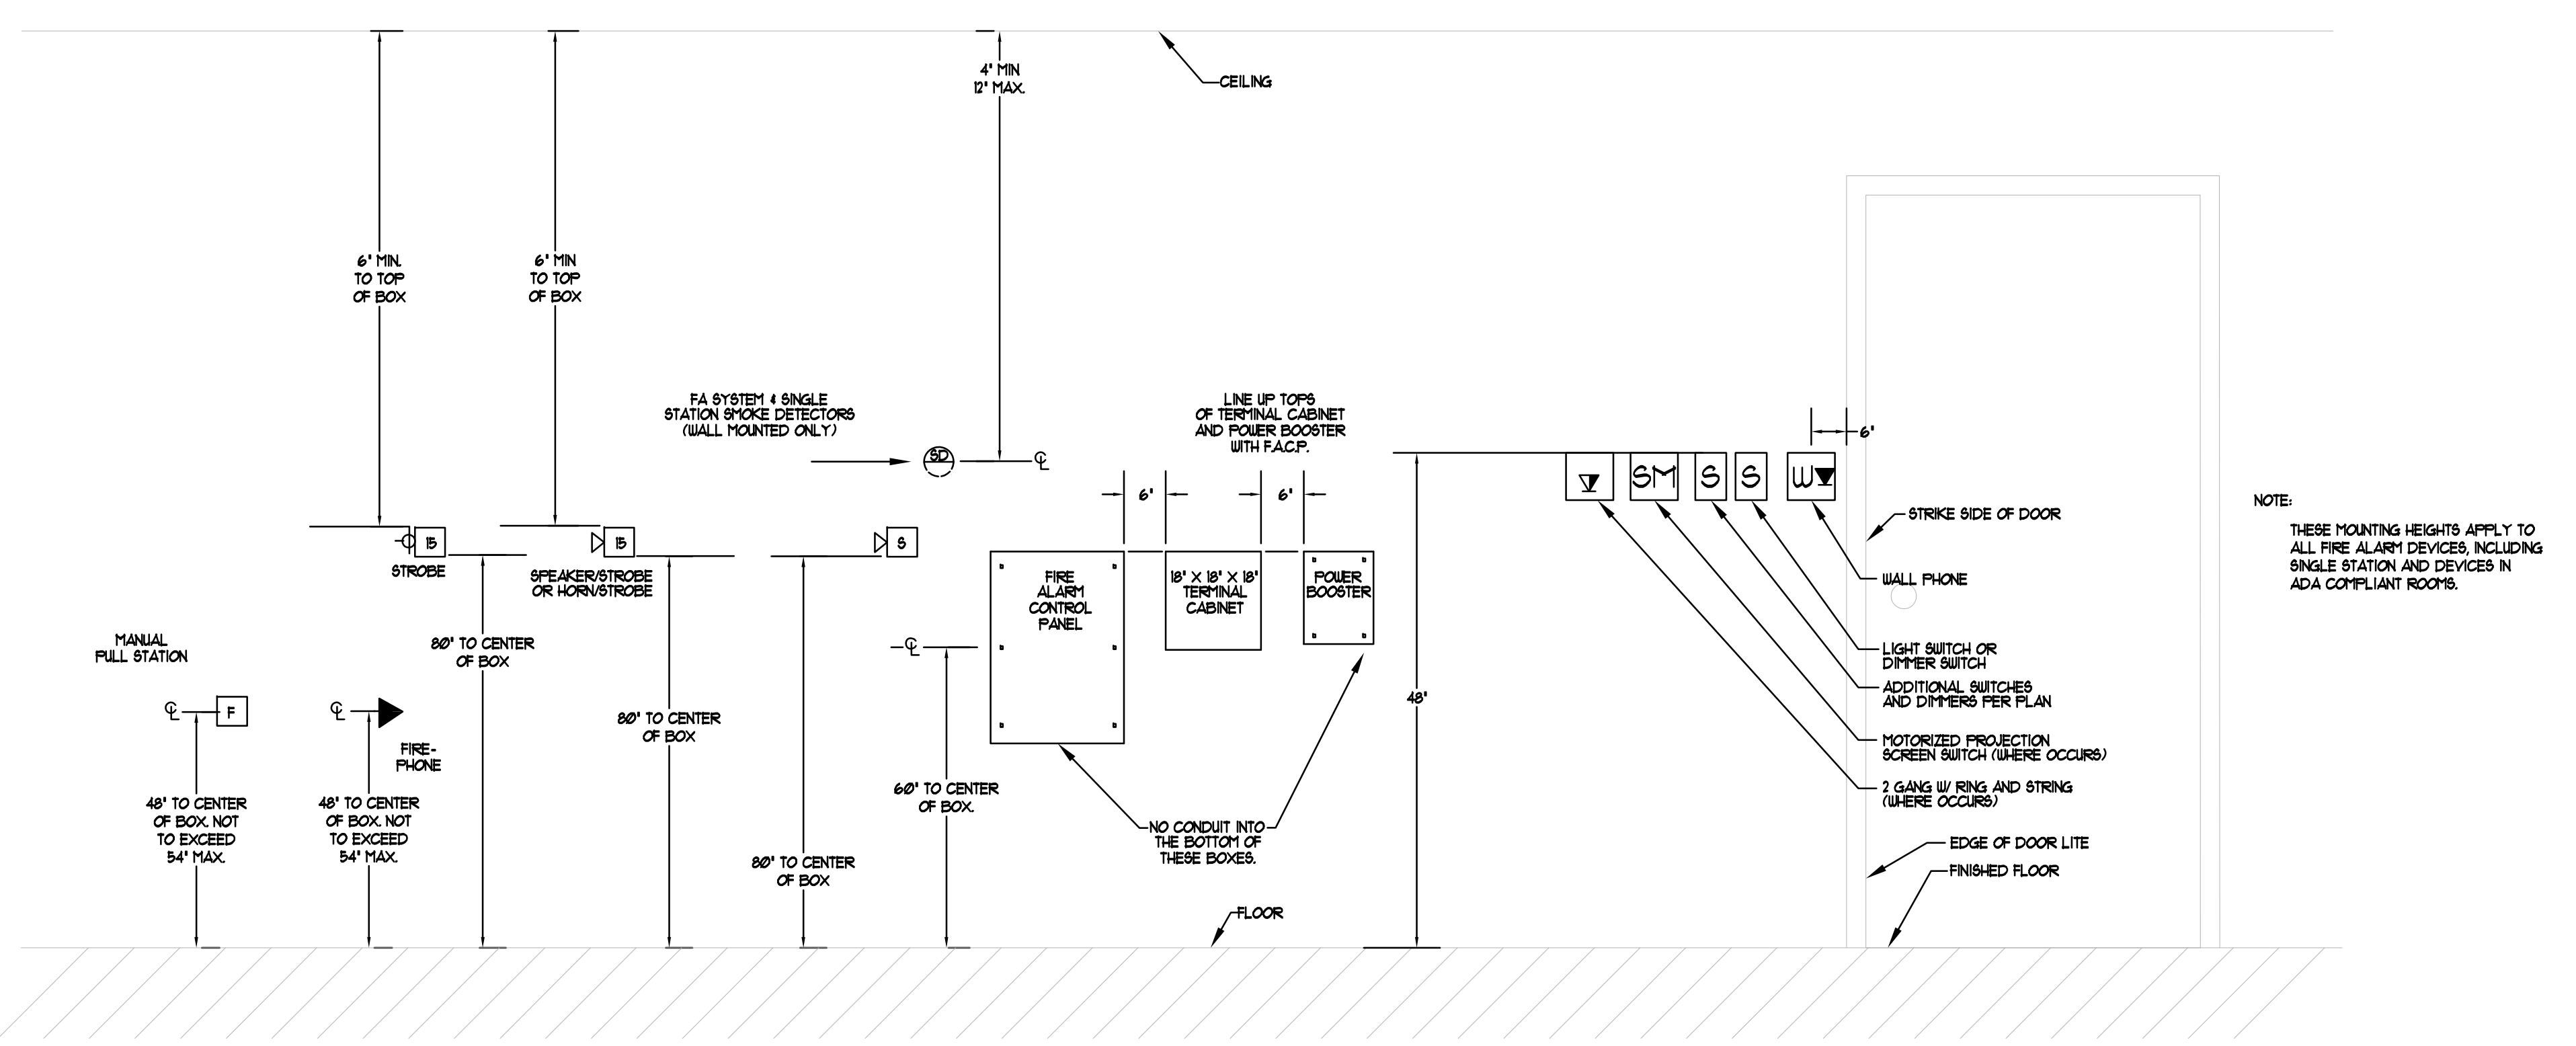 4" MIN
12" MAX.
CEILING
6" MIN.
TO TOP
OF BOX
6" MIN
TO TOP
OF BOX
FA SYSTEM & SINGLE
STATION SMOKE DETECTORS
(WALL MOUNTED ONLY)
SD
CL
LINE UP TOPS
OF TERMINAL CABINET
AND POWER BOOSTER
WITH F.A.C.P.
6"
6"
6"
SM
S
S
W
15
STROBE
15
SPEAKER/STROBE
OR HORN/STROBE
S
FIRE
ALARM
CONTROL
PANEL
18" X 18" X 18"
TERMINAL
CABINET
POWER
BOOSTER
STRIKE SIDE OF DOOR
WALL PHONE
LIGHT SWITCH OR
DIMMER SWITCH
ADDITIONAL SWITCHES
AND DIMMERS PER PLAN
MOTORIZED PROJECTION
SCREEN SWITCH (WHERE OCCURS)
2 GANG W/ RING AND STRING
(WHERE OCCURS)
EDGE OF DOOR LITE
FINISHED FLOOR
NOTE:
THESE MOUNTING HEIGHTS APPLY TO
ALL FIRE ALARM DEVICES, INCLUDING
SINGLE STATION AND DEVICES IN
ADA COMPLIANT ROOMS.
MANUAL
PULL STATION
CL
F
CL
FIRE-
PHONE
48" TO CENTER
OF BOX. NOT
TO EXCEED
54" MAX.
48" TO CENTER
OF BOX. NOT
TO EXCEED
54" MAX.
80" TO CENTER
OF BOX
80" TO CENTER
OF BOX
80" TO CENTER
OF BOX
CL
60" TO CENTER
OF BOX.
NO CONDUIT INTO
THE BOTTOM OF
THESE BOXES.
48"
FLOOR